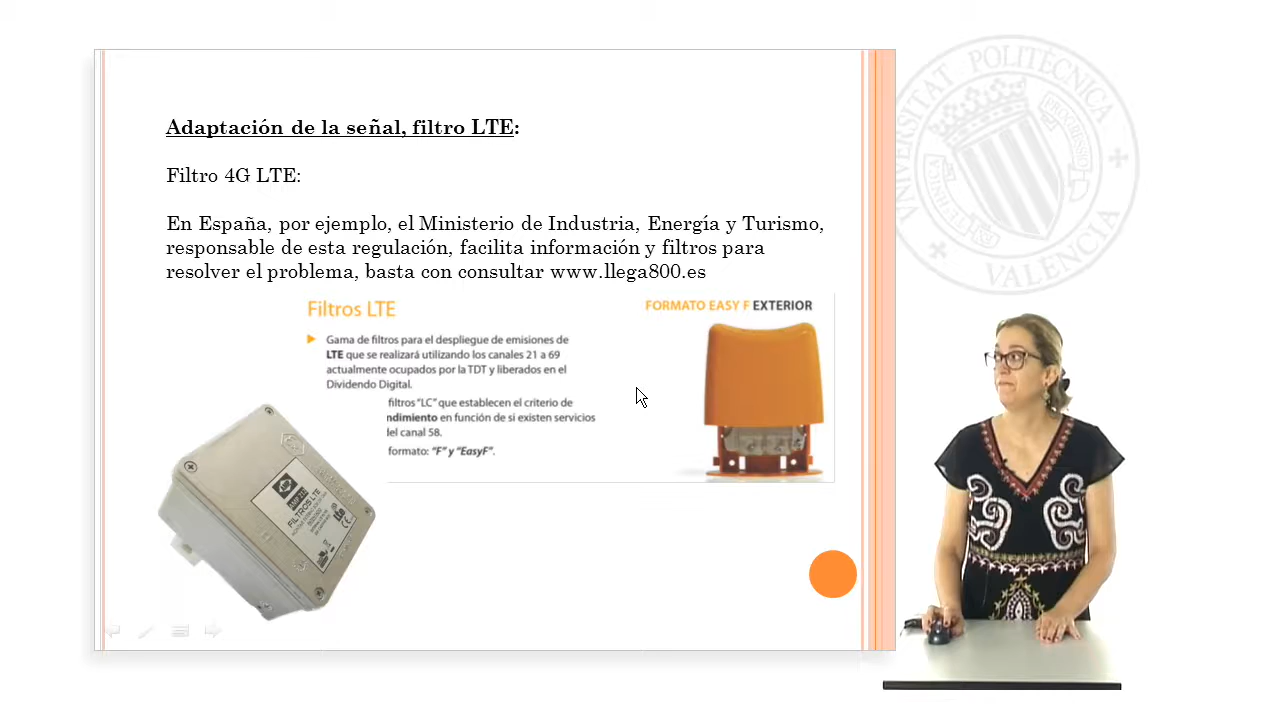 Adaptación de la señal, filtro LTE:
Filtro 4G LTE:
En España, por ejemplo, el Ministerio de Industria, Energía y Turismo,
responsable de esta regulación, facilita información y filtros para
resolver el problema, basta con consultar www.llega800.es
Filtros LTE
Gama de filtros para el despliegue de emisiones de
LTE que se realizará utilizando los canales 21 a 69
actualmente ocupados por la TDT y liberados en el
Dividendo Digital.
filtros "LC" que establecen el criterio de
ndimiento en función de si existen servicios
del canal 58.
formato: "F" y "EasyF".
FORMATO EASY F EXTERIOR
FILTROS LTE
UNIVERSITAT POLITÈCNICA
VALENCIA